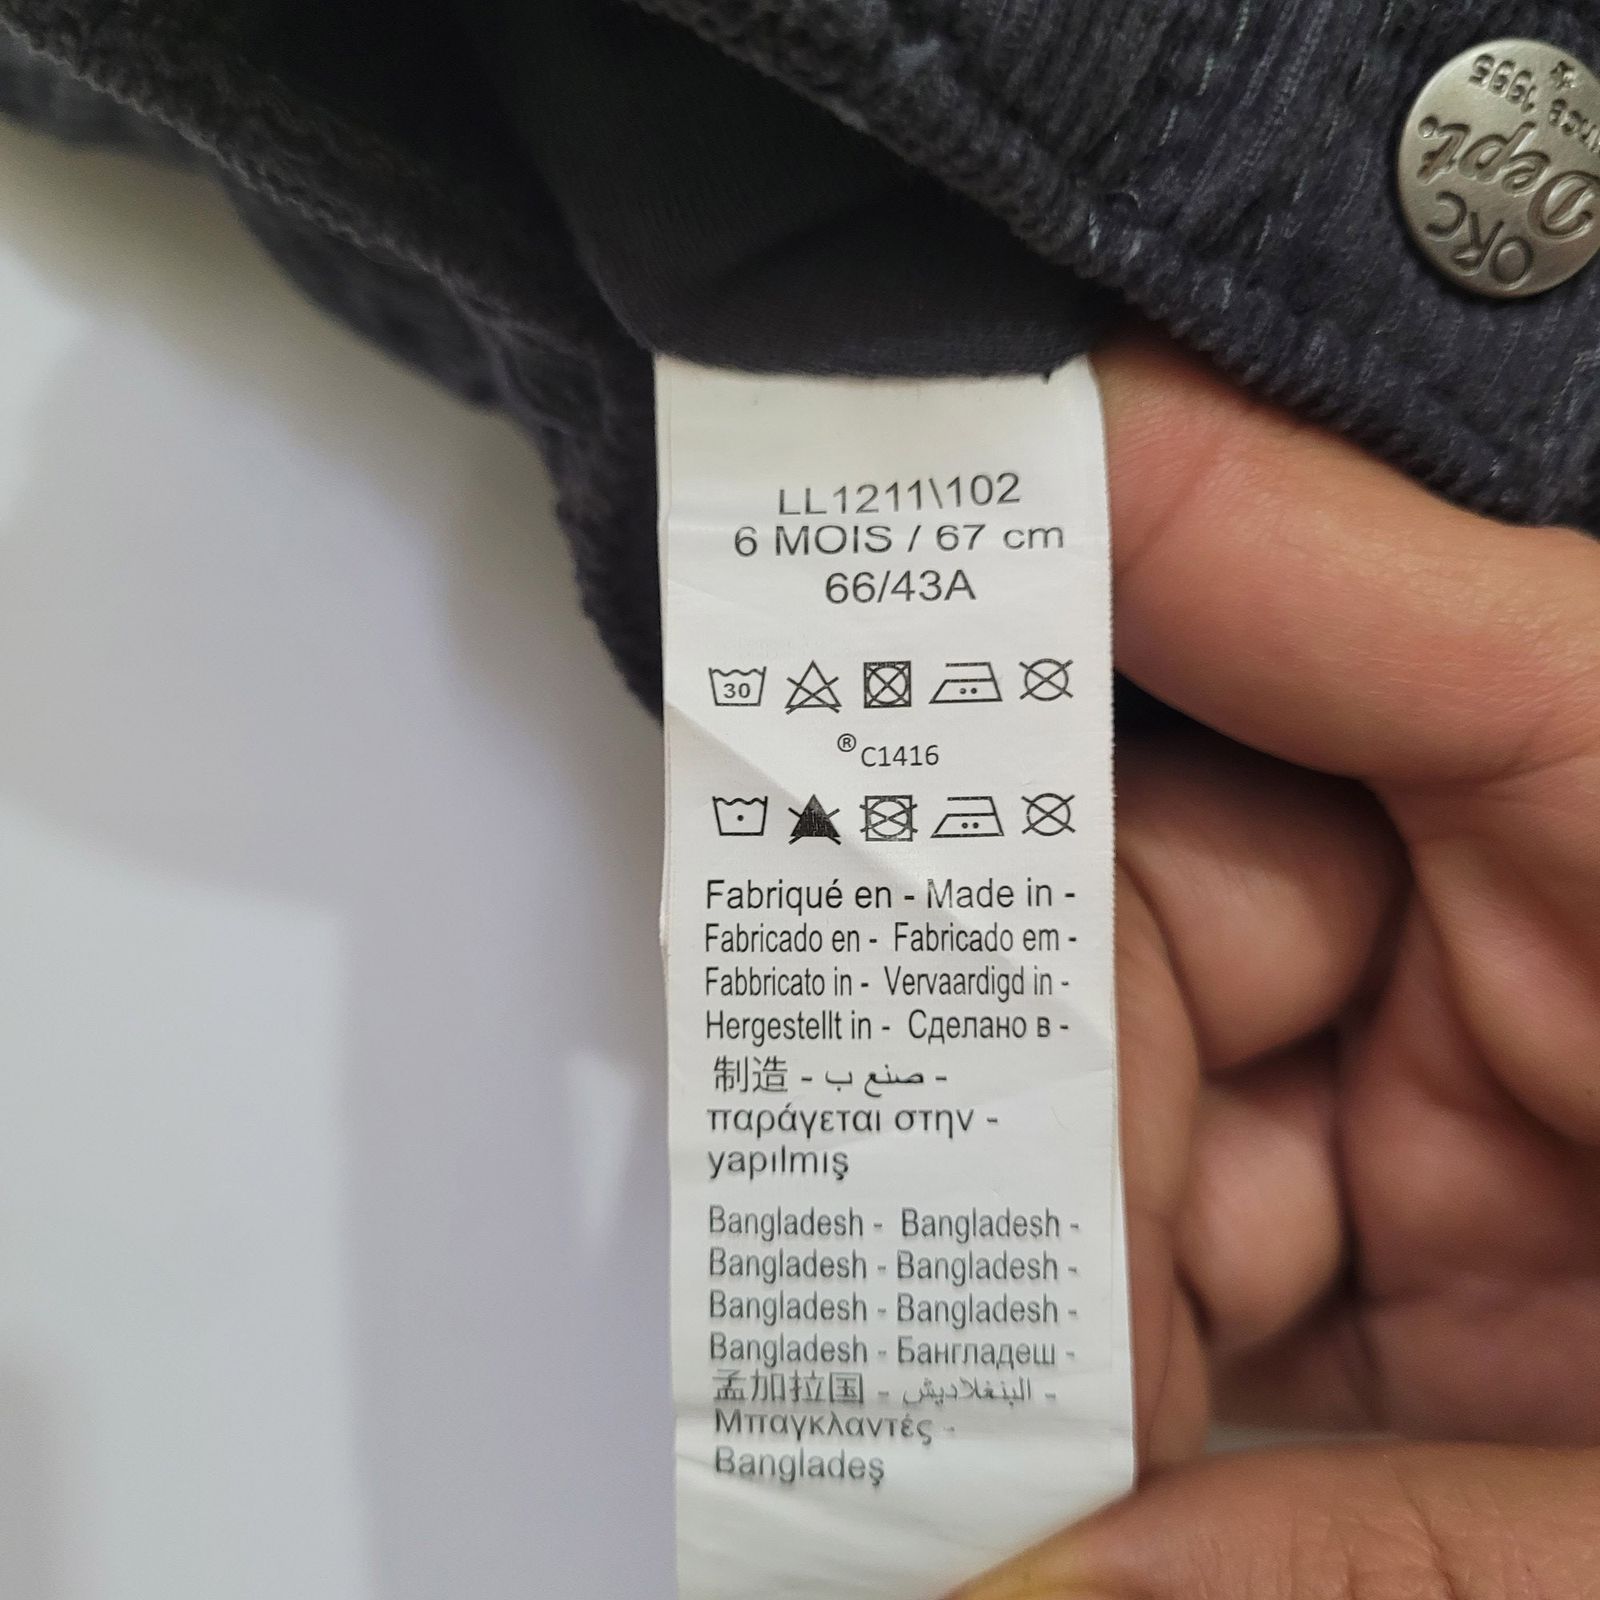 ORC
Dept.
Since 1995
LL1211\102
6 MOIS / 67 cm
66/43A
30
®C1416
Fabriqué en - Made in -
Fabricado en - Fabricado em -
Fabbricato in - Vervaardigd in -
Hergestellt in - Сделано в -
制造 - صنع ب -
παράγεται στην -
yapılmış
Bangladesh - Bangladesh -
Bangladesh - Bangladesh -
Bangladesh - Bangladesh -
Bangladesh - Бангладеш -
孟加拉国 - البنغلاديش -
Μπαγκλαντές -
Bangladeş